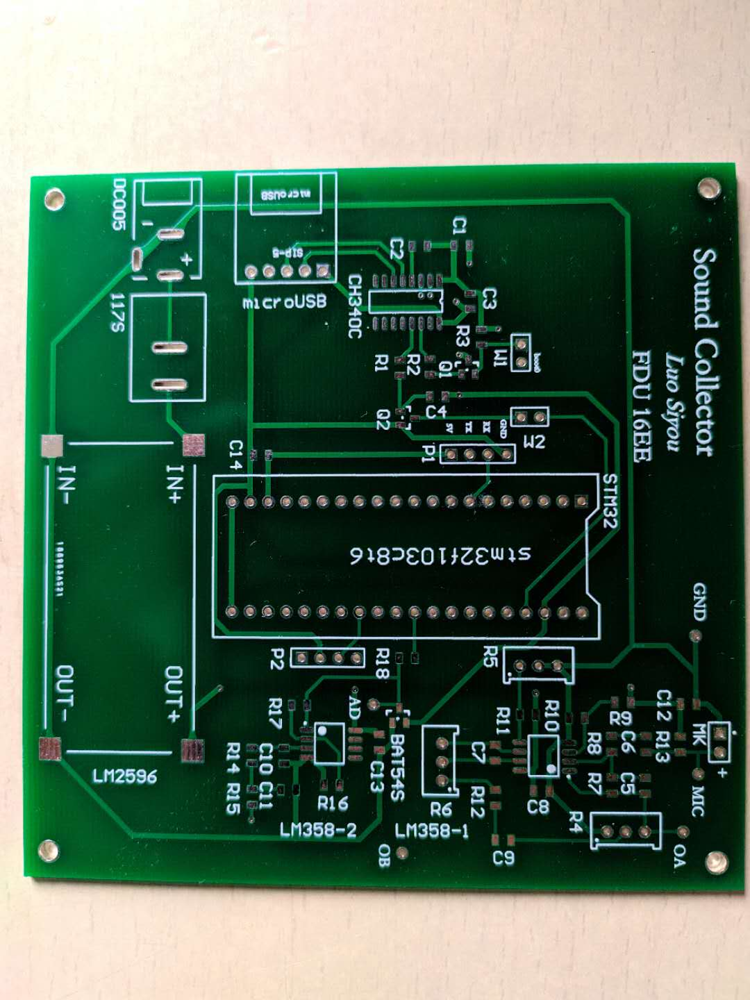 Sound Collector
Luo Siyou
FDU 16EE
DC005
-
+
117S
microUSB
SIP-5
microUSB
C2
C1
CH340C
C3
R3
W1
boot0
R1
R2
Q1
C4
Q2
5V
TX
RX
GND
W2
P1
C14
STM32
stm32f103c8t6
IN-
IN+
OUT-
OUT+
LM2596
GND
P2
R18
R5
R17
AD
BAT54S
R11
R10
R9
C12
R8
C6
R13
MK
+
R14
C10
R15
C11
R16
C13
C7
R6
R12
C8
R7
C5
MIC
R4
LM358-2
LM358-1
OB
C9
OA